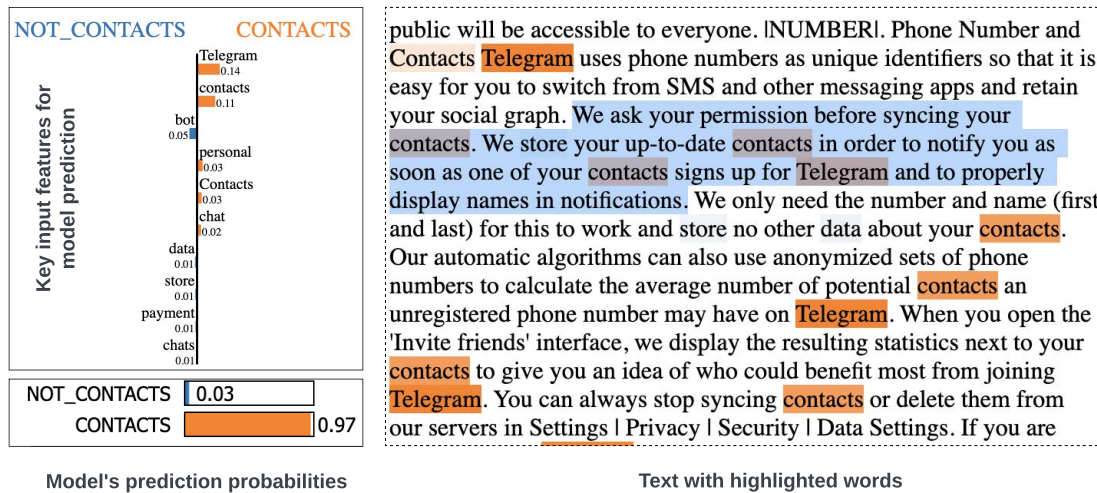 NOT_CONTACTS CONTACTS
Key input features for
model prediction
Telegram
0.14
contacts
0.11
bot
0.05
personal
0.03
Contacts
0.03
chat
0.02
data
0.01
store
0.01
payment
0.01
chats
0.01
NOT_CONTACTS 0.03
CONTACTS 0.97
Model's prediction probabilities
public will be accessible to everyone. |NUMBER|. Phone Number and
Contacts Telegram uses phone numbers as unique identifiers so that it is
easy for you to switch from SMS and other messaging apps and retain
your social graph. We ask your permission before syncing your
contacts. We store your up-to-date contacts in order to notify you as
soon as one of your contacts signs up for Telegram and to properly
display names in notifications. We only need the number and name (first
and last) for this to work and store no other data about your contacts.
Our automatic algorithms can also use anonymized sets of phone
numbers to calculate the average number of potential contacts an
unregistered phone number may have on Telegram. When you open the
'Invite friends' interface, we display the resulting statistics next to your
contacts to give you an idea of who could benefit most from joining
Telegram. You can always stop syncing contacts or delete them from
our servers in Settings | Privacy | Security | Data Settings. If you are
Text with highlighted words